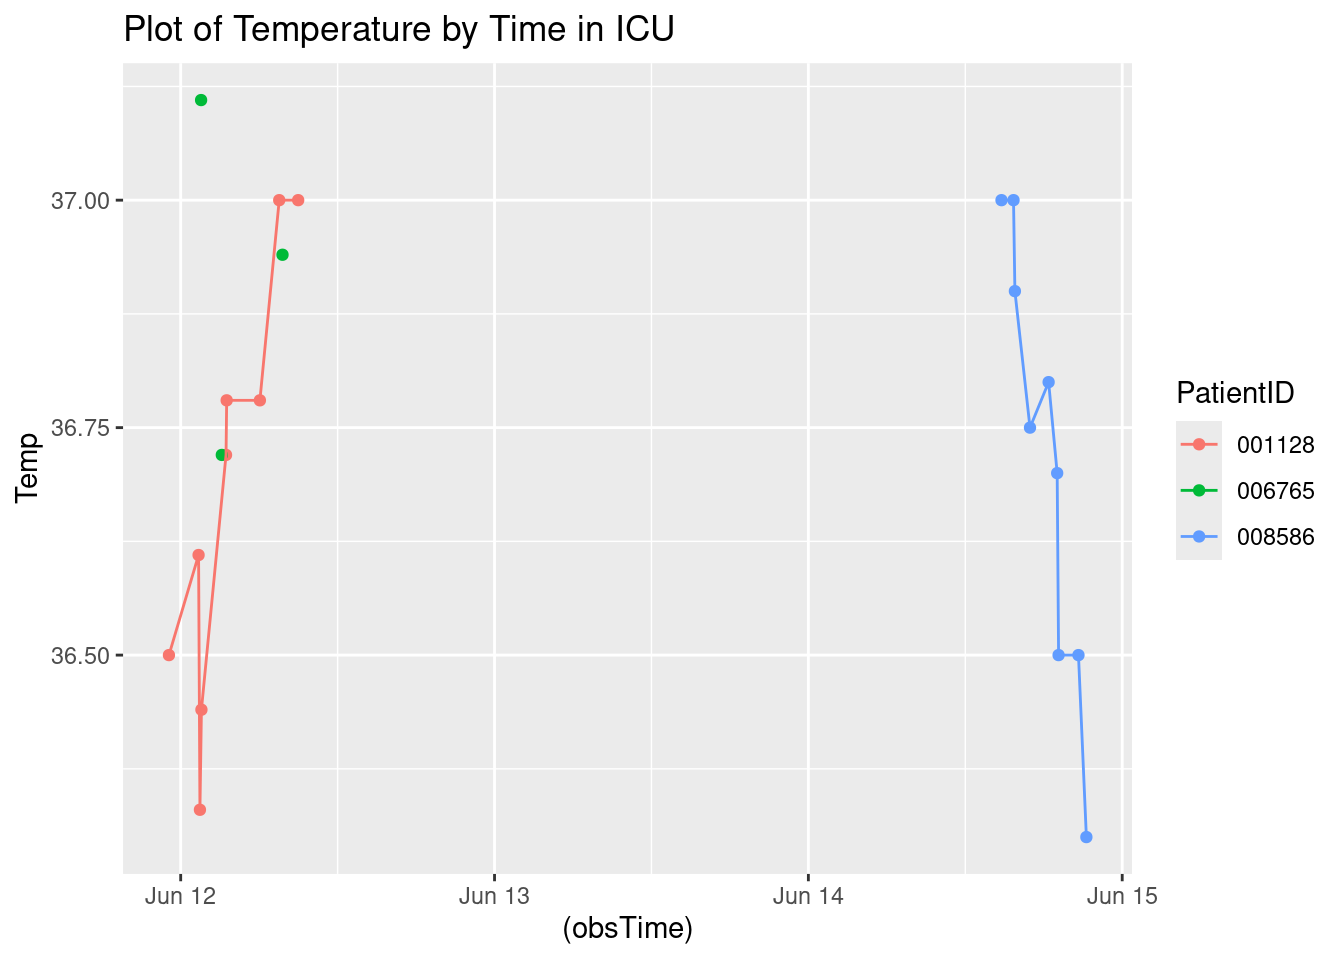 Plot of Temperature by Time in ICU
37.00
36.75
36.50
Temp
Jun 12
Jun 13
Jun 14
Jun 15
(obsTime)
PatientID
001128
006765
008586